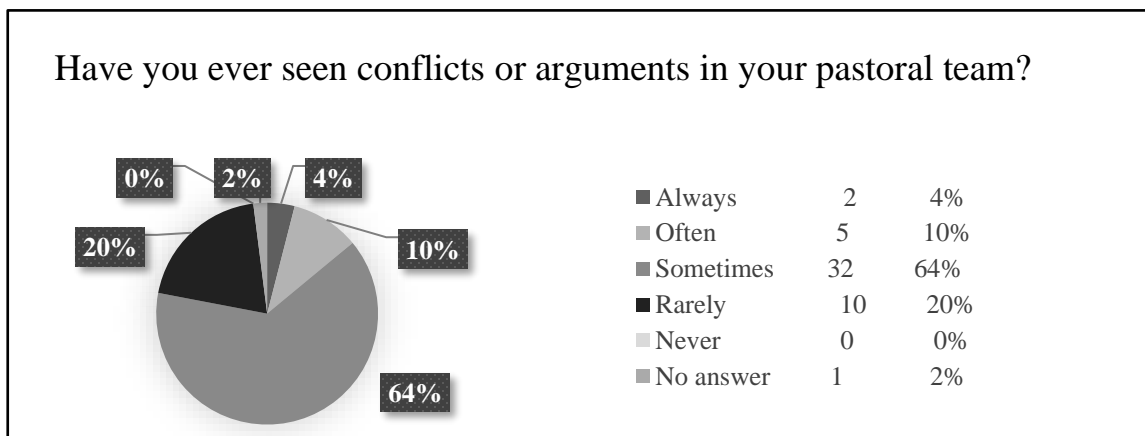 Have you ever seen conflicts or arguments in your pastoral team?
0%
2%
4%
20%
10%
64%
Always 2 4%
Often 5 10%
Sometimes 32 64%
Rarely 10 20%
Never 0 0%
No answer 1 2%